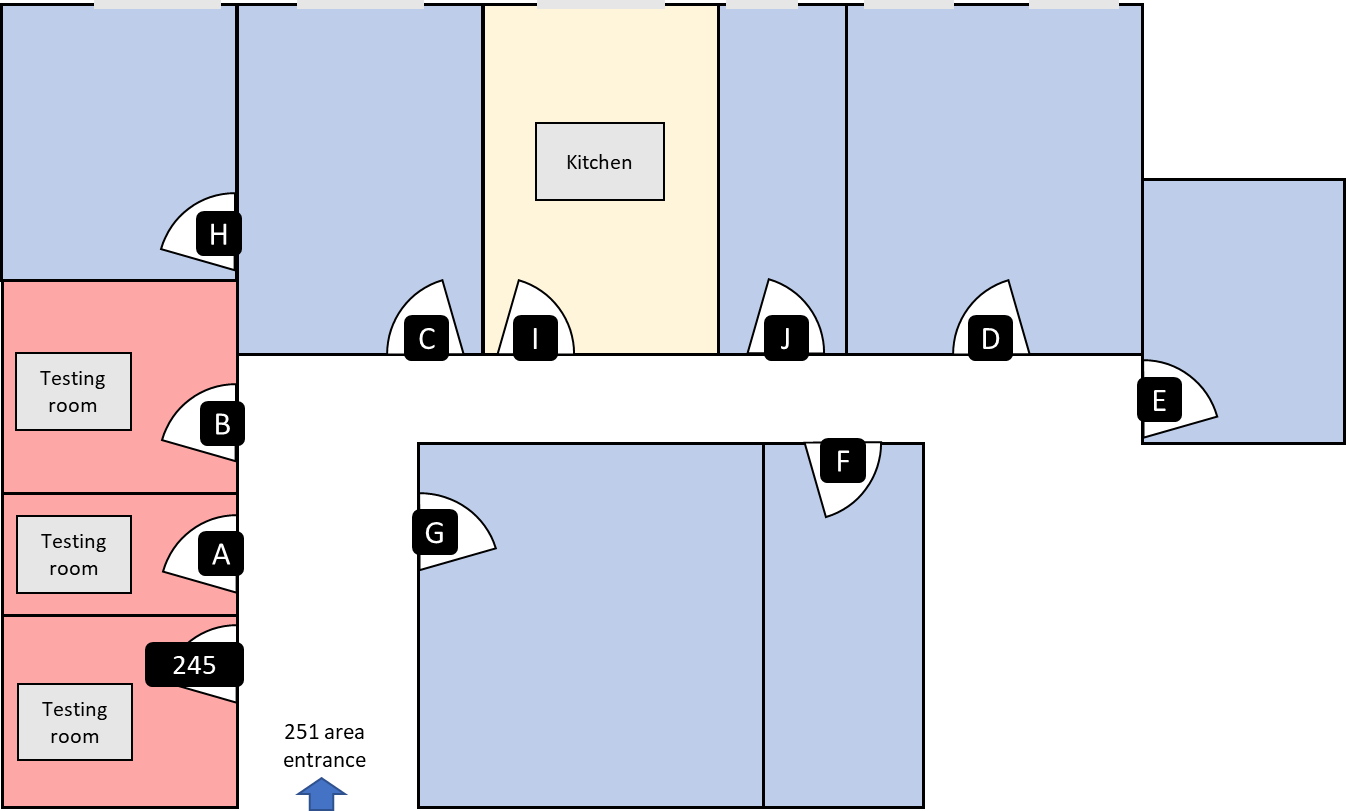 Kitchen
H
C
I
J
D
E
Testing
room
B
F
G
Testing
room
A
245
Testing
room
251 area
entrance